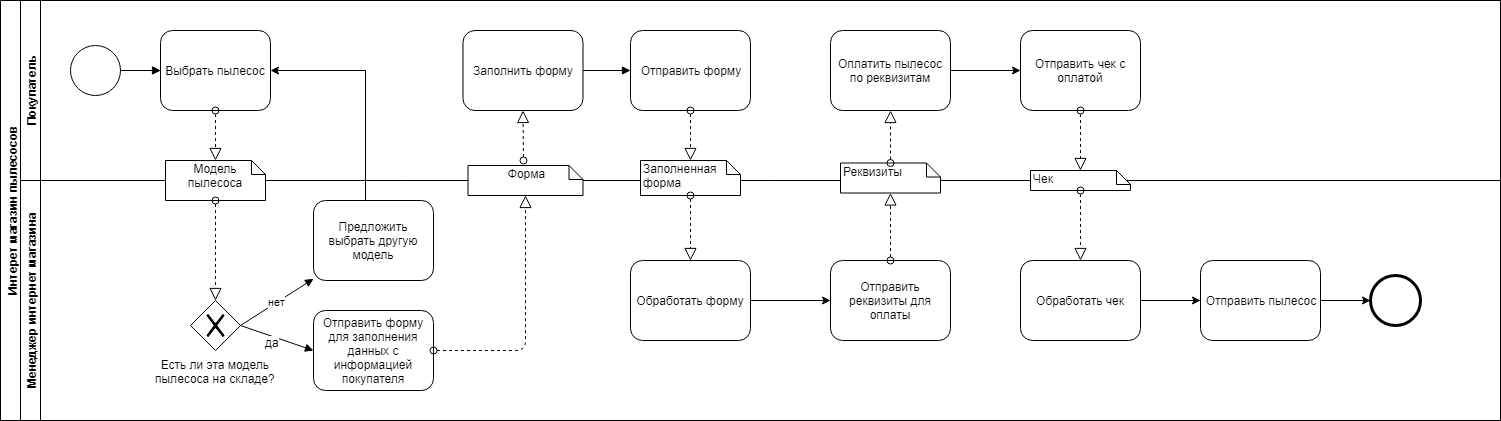 Интерет магазин пылесосов
Покупатель
Менеджер интернет магазина
Выбрать пылесос
Заполнить форму
Отправить форму
Оплатить пылесос
по реквизитам
Отправить чек с
оплатой
Модель
пылесоса
Форма
Заполненная
форма
Реквизиты
Чек
Предложить
выбрать другую
модель
нет
да
Есть ли эта модель
пылесоса на складе?
Отправить форму
для заполнения
данных с
информацией
покупателя
Обработать форму
Отправить
реквизиты для
оплаты
Обработать чек
Отправить пылесос